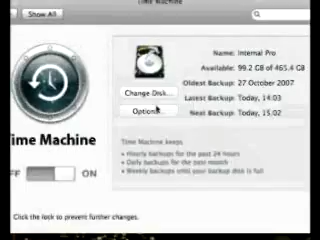 Time Machine
Show All
Name: Internal Pro
Available: 99.2 GB of 465.4 GB
Oldest Backup: 27 October 2007
Latest Backup: Today, 14:03
Next Backup: Today, 15:02
Change Disk...
Options...
Time Machine
OFF ON
Time Machine keeps
• Hourly backups for the past 24 hours
• Daily backups for the past month
• Weekly backups until your backup disk is full
Click the lock to prevent further changes.